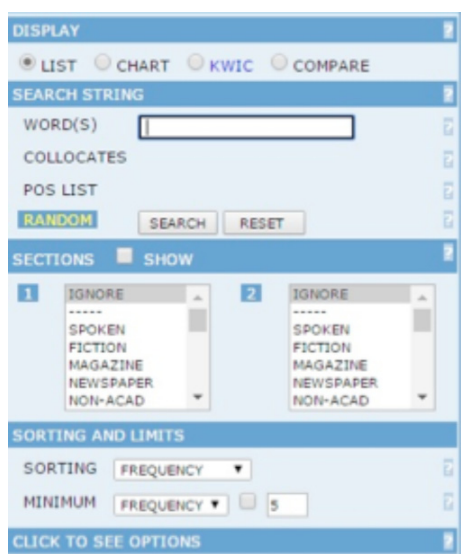 DISPLAY ?
LIST CHART KWIC COMPARE
SEARCH STRING ?
WORD(S)
COLLOCATES
POS LIST
RANDOM SEARCH RESET
SECTIONS SHOW ?
1 IGNORE 2 IGNORE
----- -----
SPOKEN SPOKEN
FICTION FICTION
MAGAZINE MAGAZINE
NEWSPAPER NEWSPAPER
NON-ACAD NON-ACAD
SORTING AND LIMITS
SORTING FREQUENCY
MINIMUM FREQUENCY 5
CLICK TO SEE OPTIONS ?